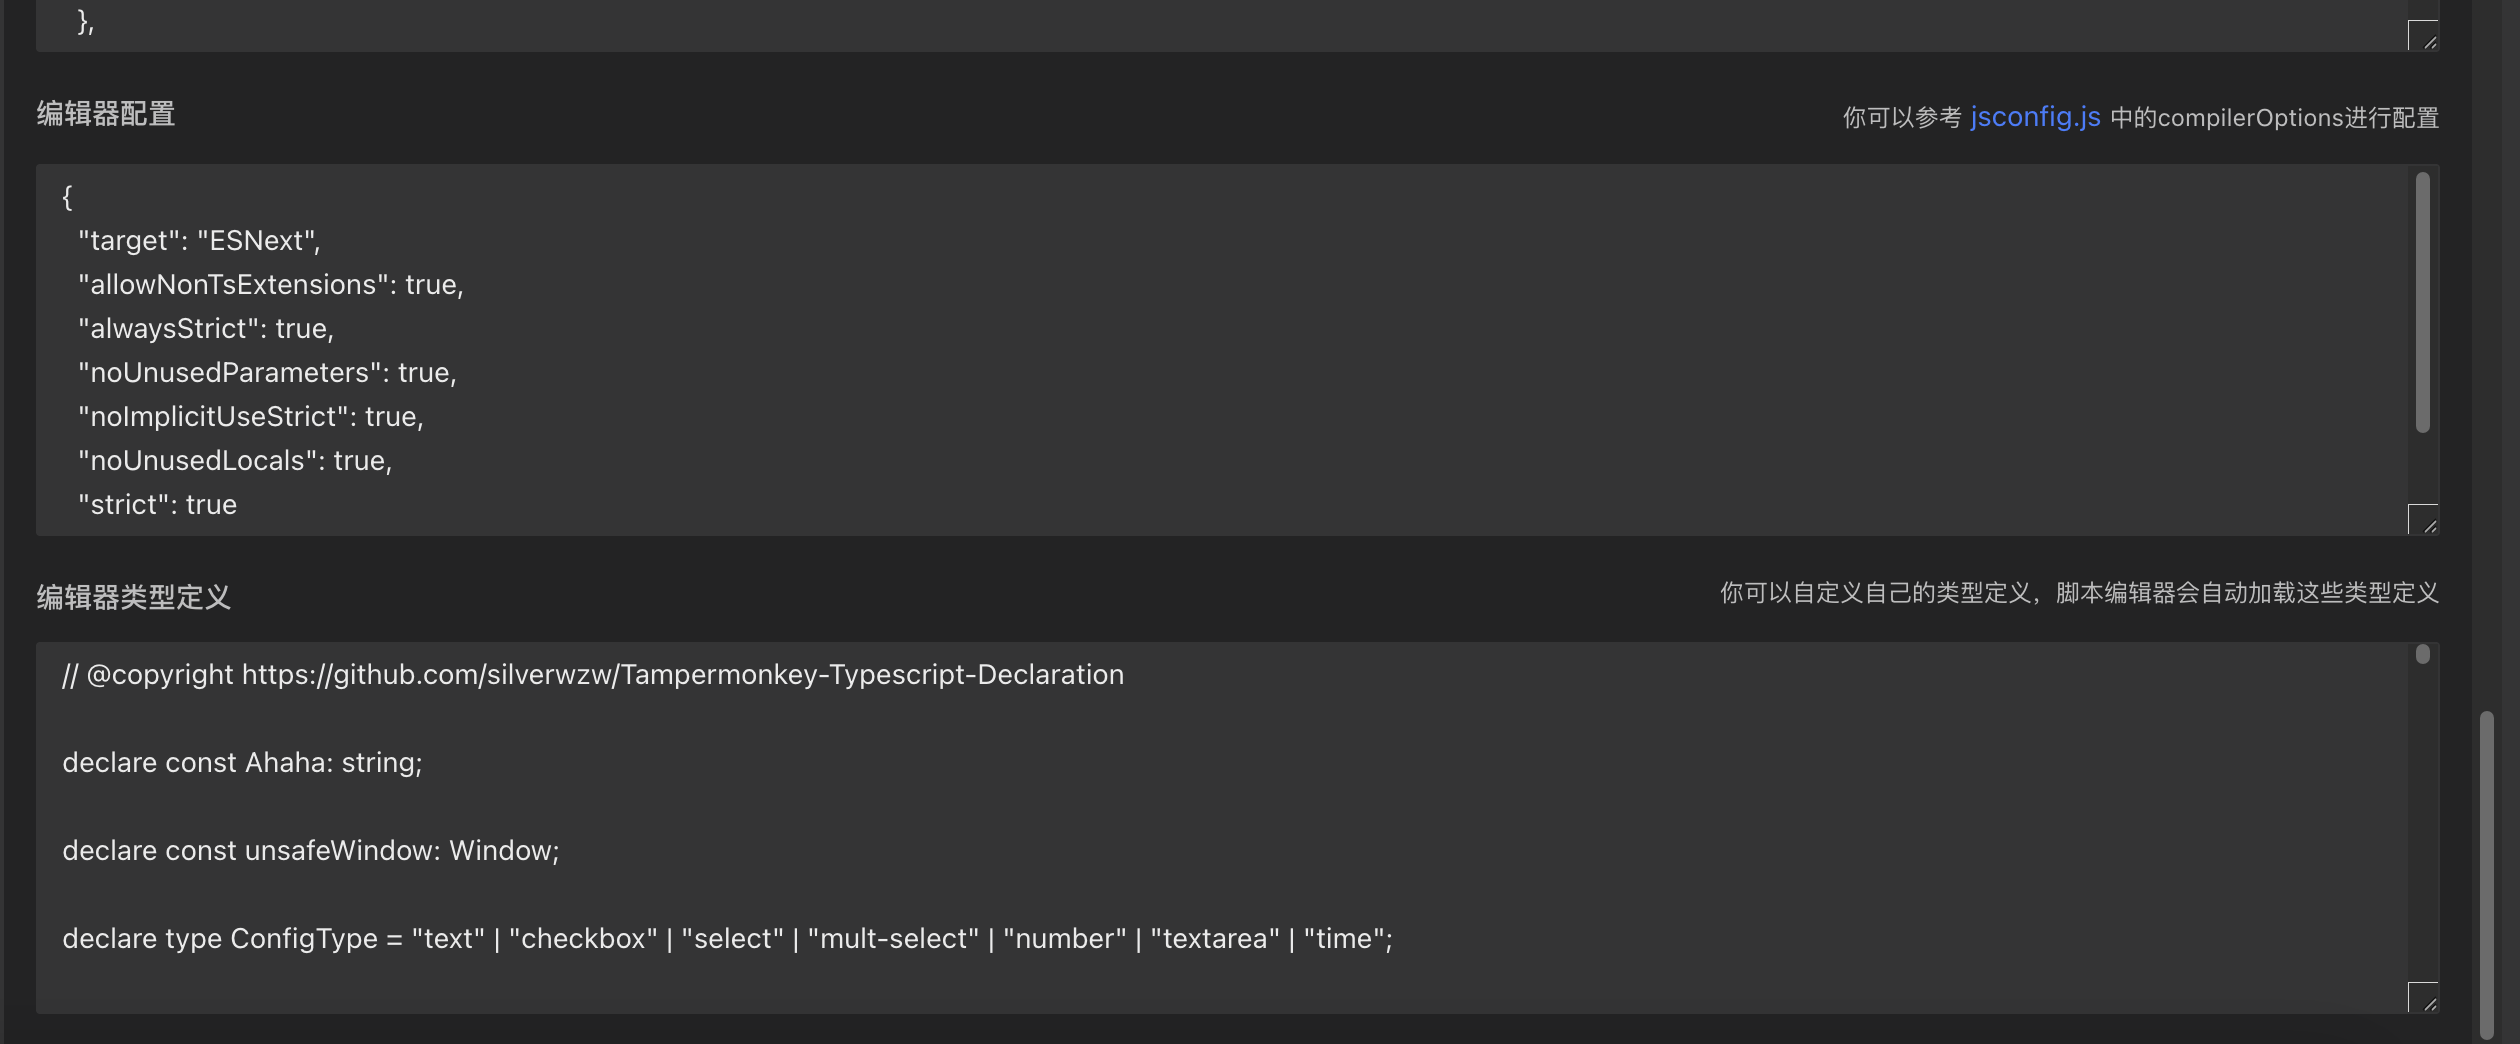 },
编辑器配置
你可以参考 jsconfig.js 中的compilerOptions进行配置
{
"target": "ESNext",
"allowNonTsExtensions": true,
"alwaysStrict": true,
"noUnusedParameters": true,
"noImplicitUseStrict": true,
"noUnusedLocals": true,
"strict": true
编辑器类型定义
你可以自定义自己的类型定义，脚本编辑器会自动加载这些类型定义
// @copyright https://github.com/silverwzw/Tampermonkey-Typescript-Declaration
declare const Ahaha: string;
declare const unsafeWindow: Window;
declare type ConfigType = "text" | "checkbox" | "select" | "mult-select" | "number" | "textarea" | "time";